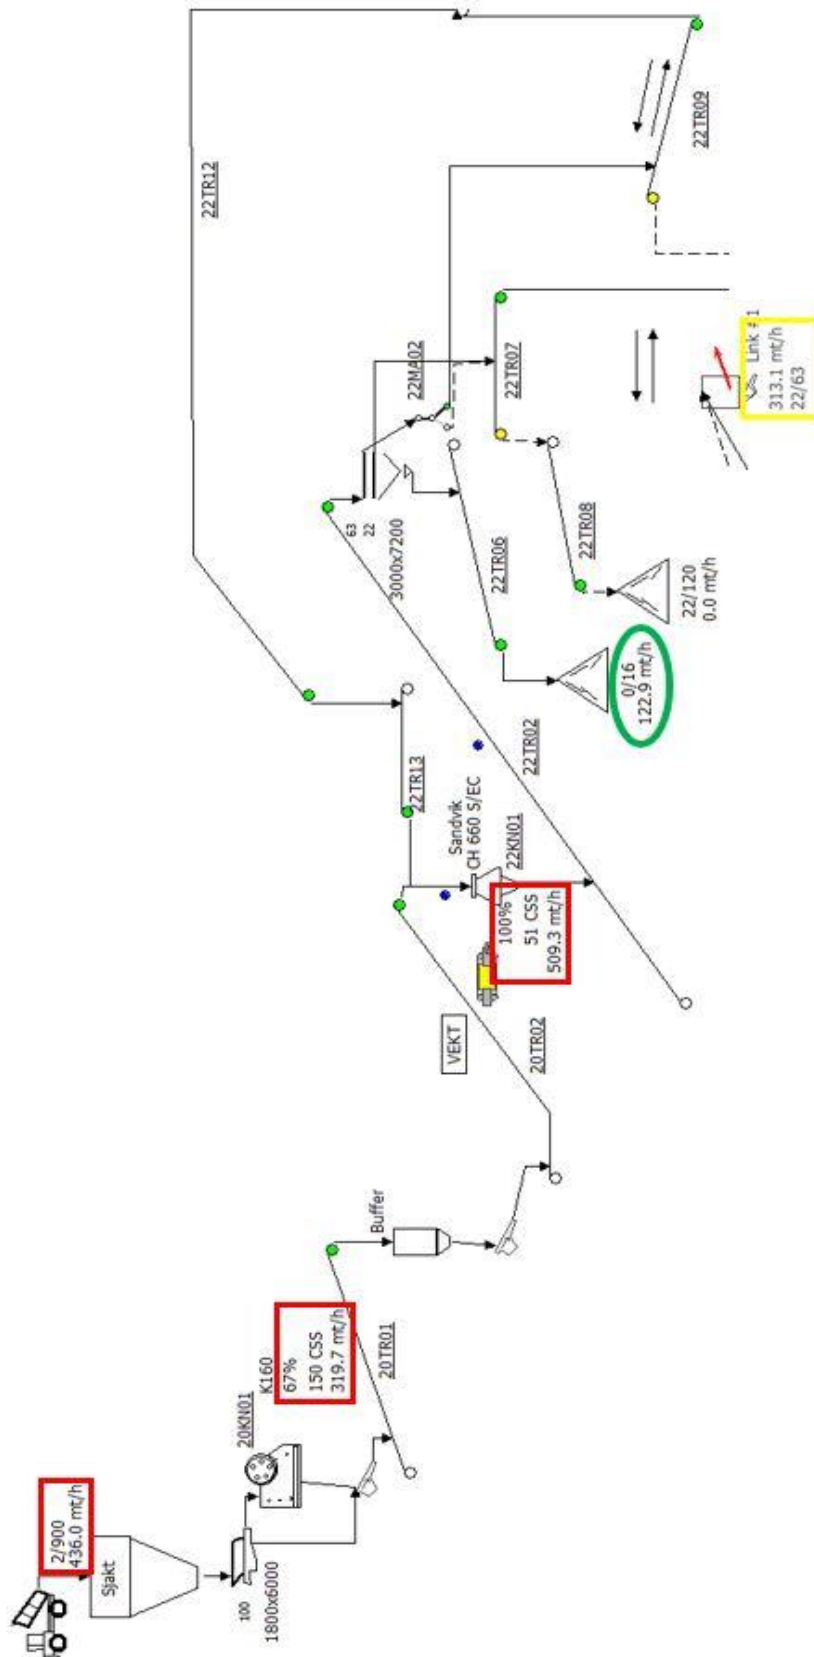 2/900
436.0 mt/h
Sjakt
100
1800x6000
20KN01
K160
67%
150 CSS
319.7 mt/h
20TR01
Buffer
VEKT
20TR02
Sandvik
CH 660 S/EC
22KN01
100%
51 CSS
509.3 mt/h
22TR13
22TR12
22TR02
63
22
3000x7200
22MA02
22TR06
0/16
122.9 mt/h
22TR07
22TR08
22/120
0.0 mt/h
22TR09
Link #1
313.1 mt/h
22/63